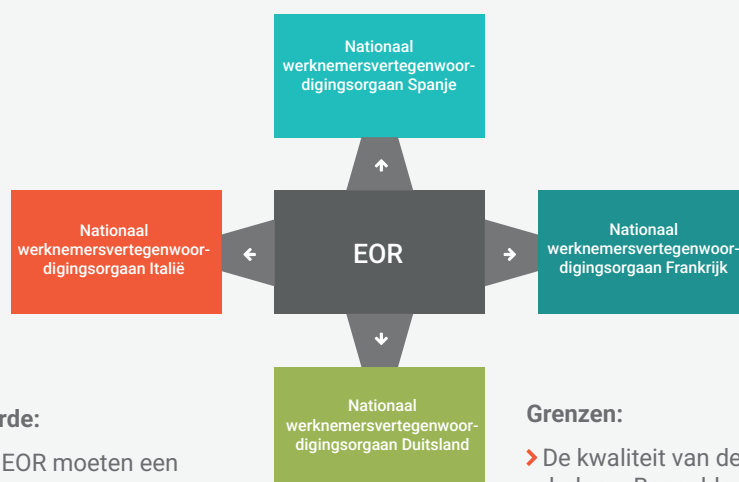 Nationaal
werknemersvertegenwoor-
digingsorgaan Spanje
Nationaal
werknemersvertegenwoor-
digingsorgaan Italië
EOR
Nationaal
werknemersvertegenwoor-
digingsorgaan Frankrijk
Nationaal
werknemersvertegenwoor-
digingsorgaan Duitsland
rde:
EOR moeten een
Grenzen:
De kwaliteit van de